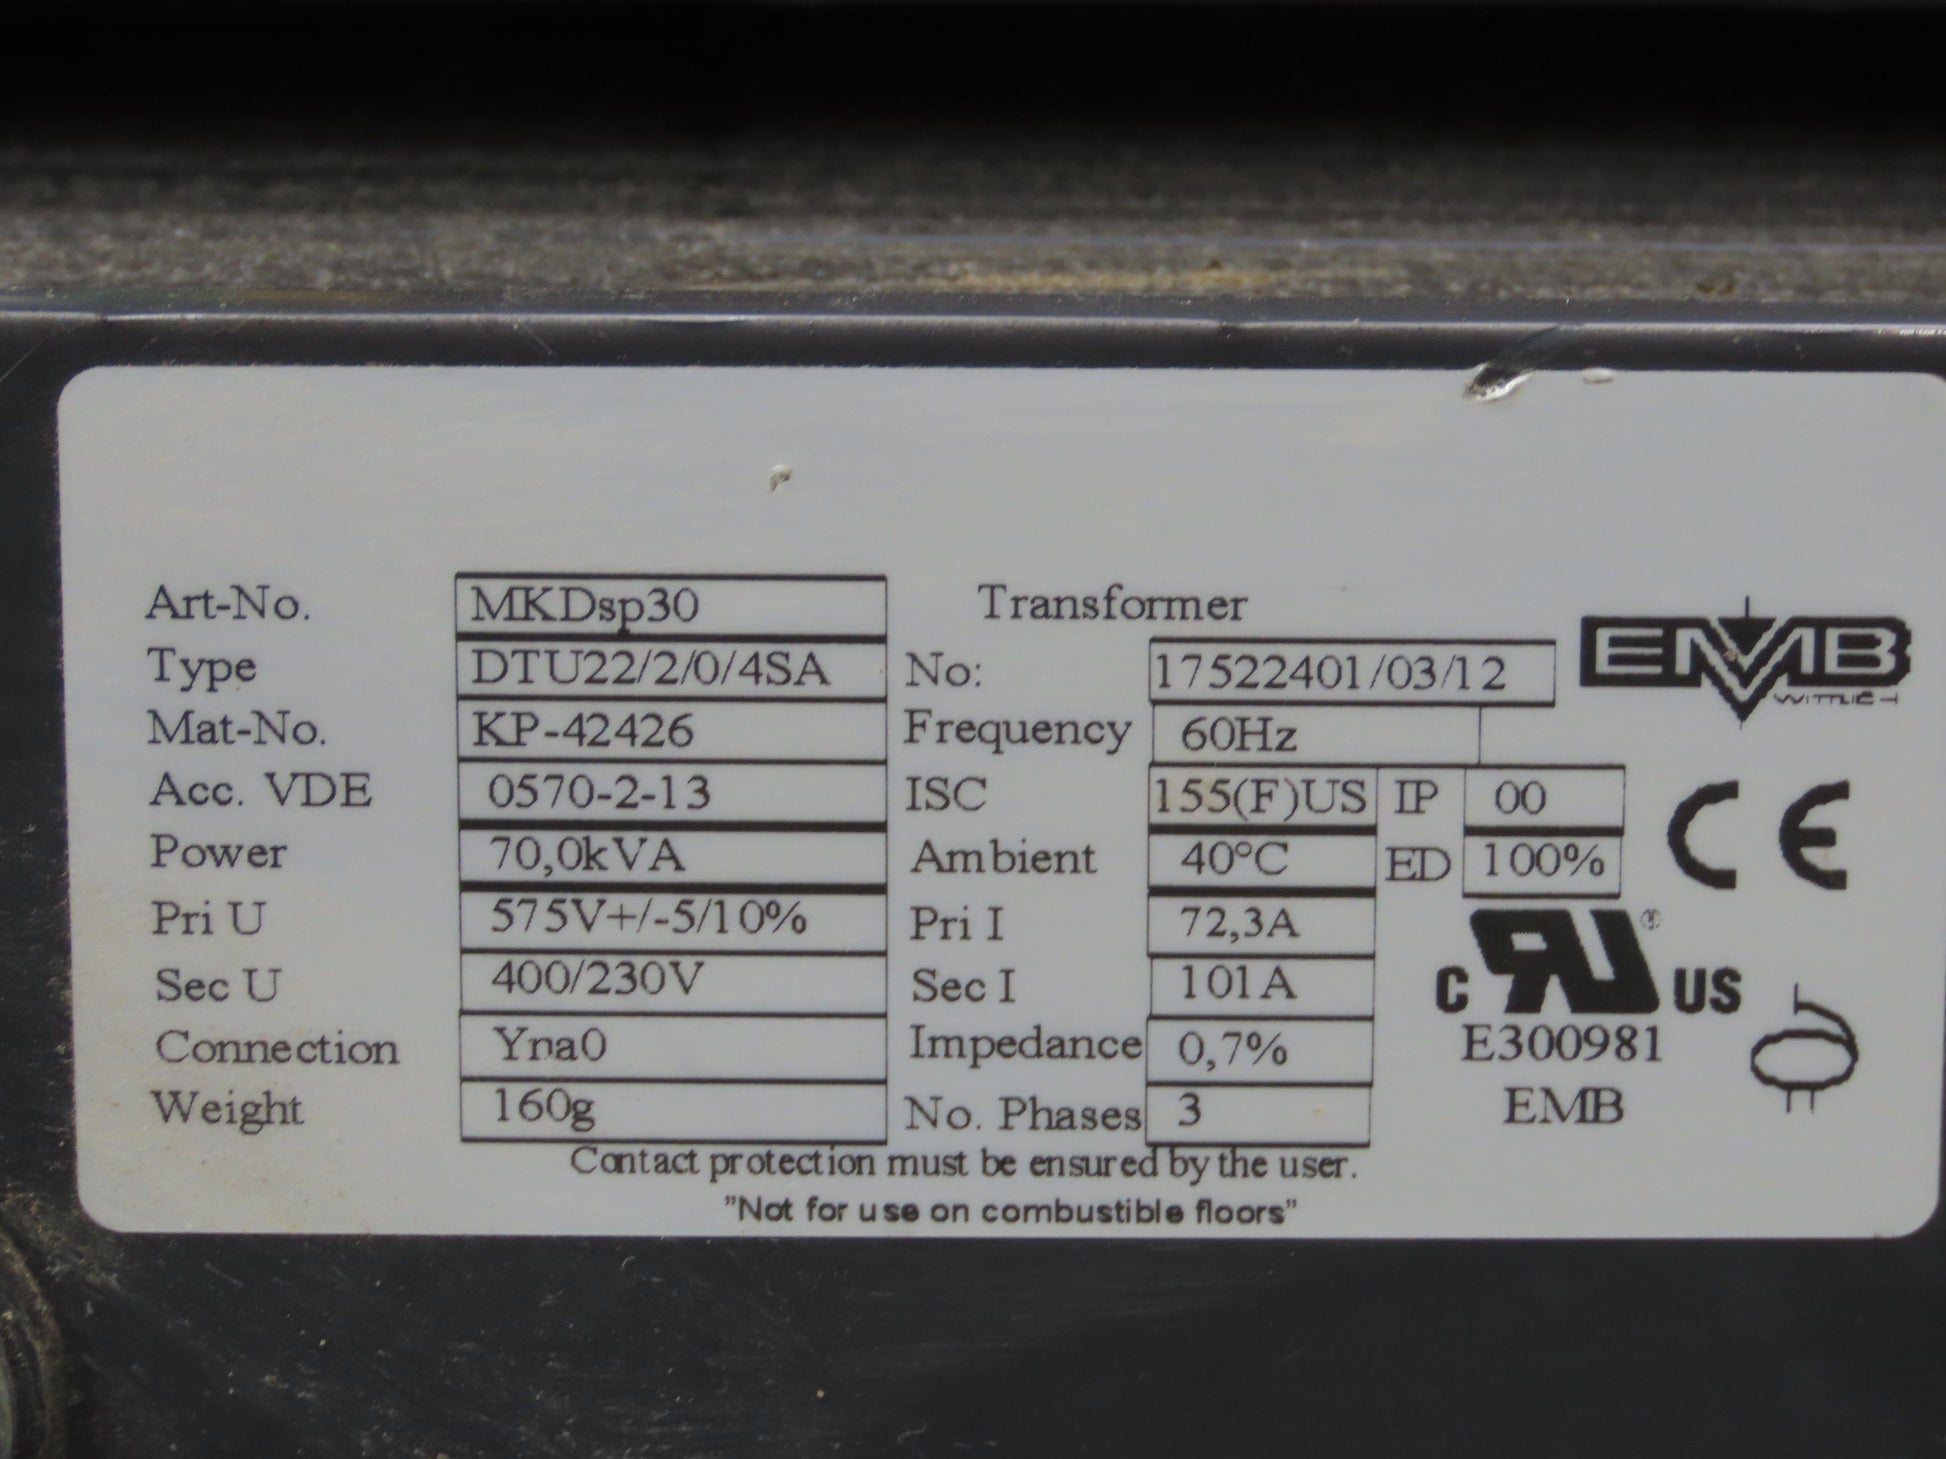 Art-No. MKDsp30 Transformer
Type DTU22/2/0/4SA No: 17522401/03/12
Mat-No. KP-42426 Frequency 60Hz
Acc. VDE 0570-2-13 ISC 155(F)US IP 00
Power 70,0kVA Ambient 40°C ED 100%
Pri U 575V+/-5/10% Pri I 72,3A
Sec U 400/230V Sec I 101A
Connection Yna0 Impedance 0,7%
Weight 160g No. Phases 3
Contact protection must be ensured by the user.
"Not for use on combustible floors"
EMB
WITTLICH
CE
C RU ® US
E300981
EMB